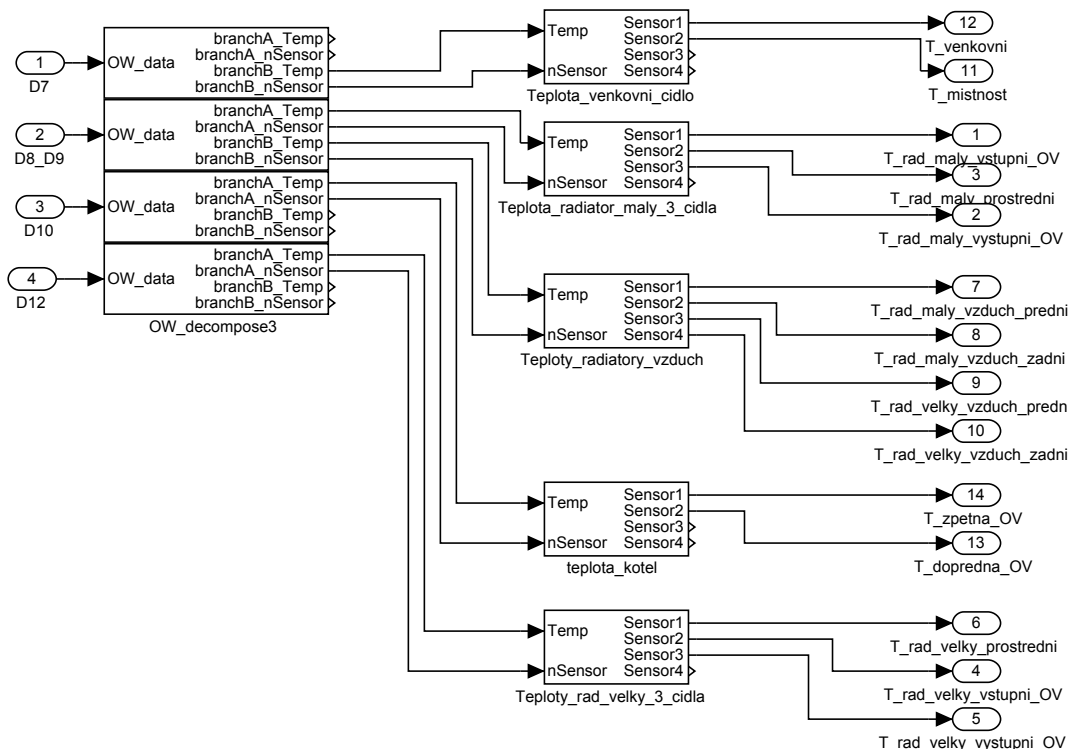 1
D7
OW_data
branchA_Temp
branchA_nSensor
branchB_Temp
branchB_nSensor
2
D8_D9
OW_data
branchA_Temp
branchA_nSensor
branchB_Temp
branchB_nSensor
3
D10
OW_data
branchA_Temp
branchA_nSensor
branchB_Temp
branchB_nSensor
4
D12
OW_data
branchA_Temp
branchA_nSensor
branchB_Temp
branchB_nSensor
OW_decompose3
Temp
nSensor
Sensor1
Sensor2
Sensor3
Sensor4
Teplota_venkovni_cidlo
12
T_venkovni
11
T_mistnost
Temp
nSensor
Sensor1
Sensor2
Sensor3
Sensor4
Teplota_radiator_maly_3_cidla
1
T_rad_maly_vstupni_OV
3
T_rad_maly_prostredni
2
T_rad_maly_vystupni_OV
Temp
nSensor
Sensor1
Sensor2
Sensor3
Sensor4
Teploty_radiatory_vzduch
7
T_rad_maly_vzduch_predni
8
T_rad_maly_vzduch_zadni
9
T_rad_velky_vzduch_predn
10
T_rad_velky_vzduch_zadni
Temp
nSensor
Sensor1
Sensor2
Sensor3
Sensor4
teplota_kotel
14
T_zpetna_OV
13
T_dopredna_OV
Temp
nSensor
Sensor1
Sensor2
Sensor3
Sensor4
Teploty_rad_velky_3_cidla
6
T_rad_velky_prostredni
4
T_rad_velky_vstupni_OV
5
T_rad_velky_vystupni_OV